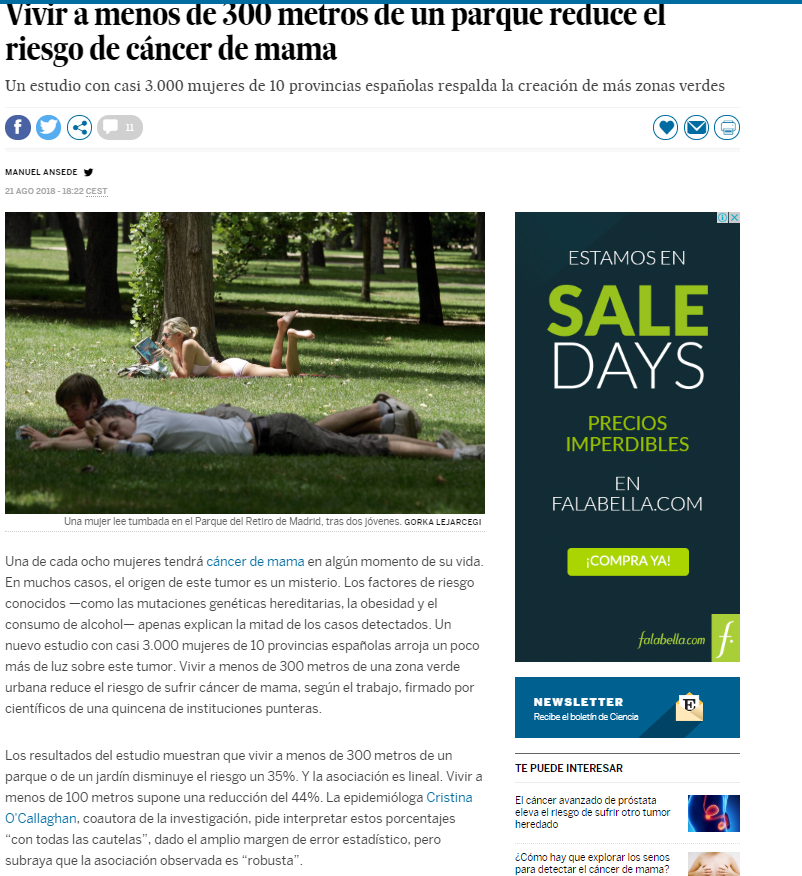 Vivir a menos de 300 metros de un parque reduce el
riesgo de cáncer de mama
Un estudio con casi 3.000 mujeres de 10 provincias españolas respalda la creación de más zonas verdes
f
11
MANUEL ANSEDE
21 AGO 2018 - 18:22 CEST
Una mujer lee tumbada en el Parque del Retiro de Madrid, tras dos jóvenes. GORKA LEJARCEGI
Una de cada ocho mujeres tendrá cáncer de mama en algún momento de su vida.
En muchos casos, el origen de este tumor es un misterio. Los factores de riesgo
conocidos —como las mutaciones genéticas hereditarias, la obesidad y el
consumo de alcohol— apenas explican la mitad de los casos detectados. Un
nuevo estudio con casi 3.000 mujeres de 10 provincias españolas arroja un poco
más de luz sobre este tumor. Vivir a menos de 300 metros de una zona verde
urbana reduce el riesgo de sufrir cáncer de mama, según el trabajo, firmado por
científicos de una quincena de instituciones punteras.
Los resultados del estudio muestran que vivir a menos de 300 metros de un
parque o de un jardín disminuye el riesgo un 35%. Y la asociación es lineal. Vivir a
menos de 100 metros supone una reducción del 44%. La epidemióloga Cristina
O'Callaghan, coautora de la investigación, pide interpretar estos porcentajes
“con todas las cautelas”, dado el amplio margen de error estadístico, pero
subraya que la asociación observada es “robusta”.
ESTAMOS EN
SALE
DAYS
PRECIOS
IMPERDIBLES
EN
FALABELLA.COM
¡COMPRA YA!
falabella.com
f.
NEWSLETTER
Recibe el boletín de Ciencia
E
TE PUEDE INTERESAR
El cáncer avanzado de próstata
eleva el riesgo de sufrir otro tumor
heredado
¿Cómo hay que explorar los senos
para detectar el cáncer de mama?